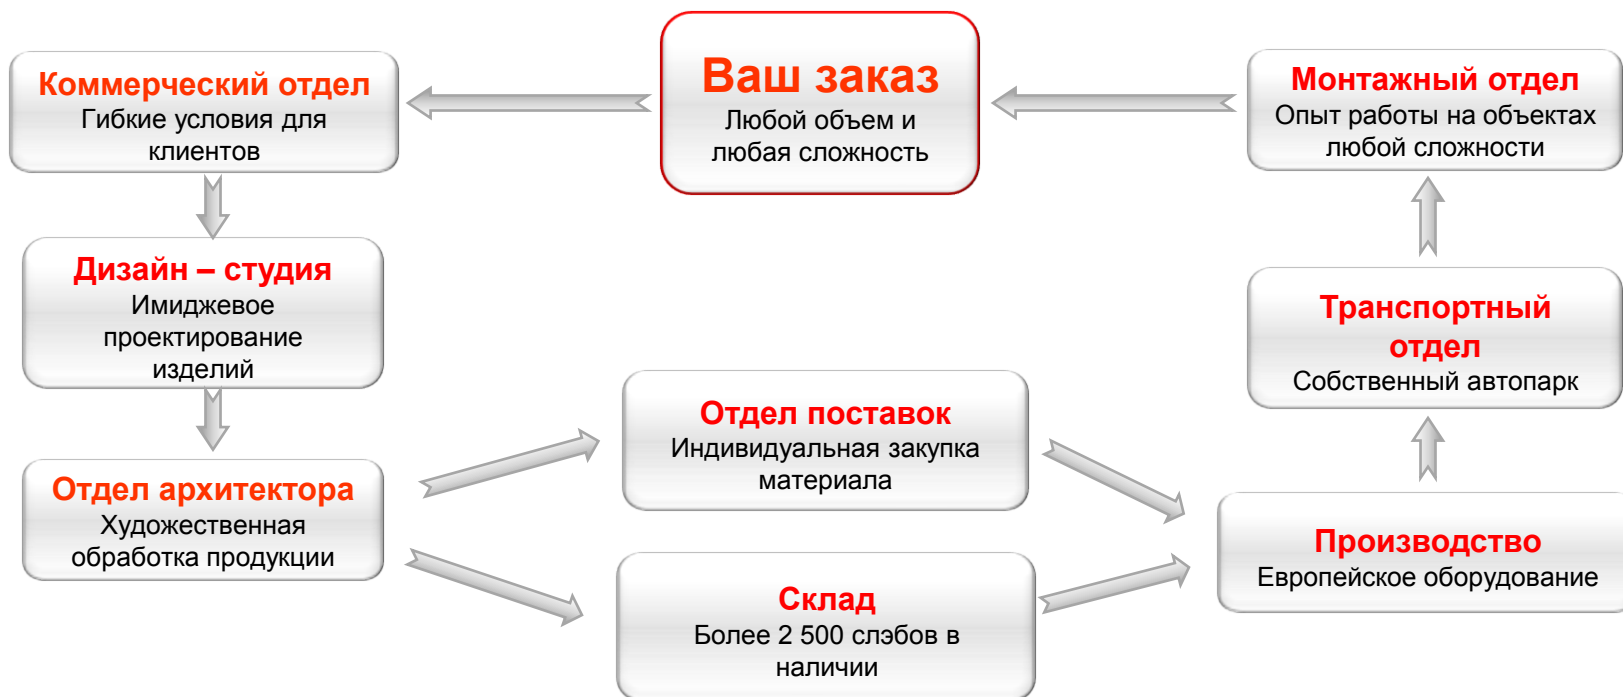 Ваш заказ
Любой объем и
любая сложность
Коммерческий отдел
Гибкие условия для
клиентов
Дизайн – студия
Имиджевое
проектирование
изделий
Отдел архитектора
Художественная
обработка продукции
Отдел поставок
Индивидуальная закупка
материала
Склад
Более 2 500 слэбов в
наличии
Производство
Европейское оборудование
Транспортный
отдел
Собственный автопарк
Монтажный отдел
Опыт работы на объектах
любой сложности